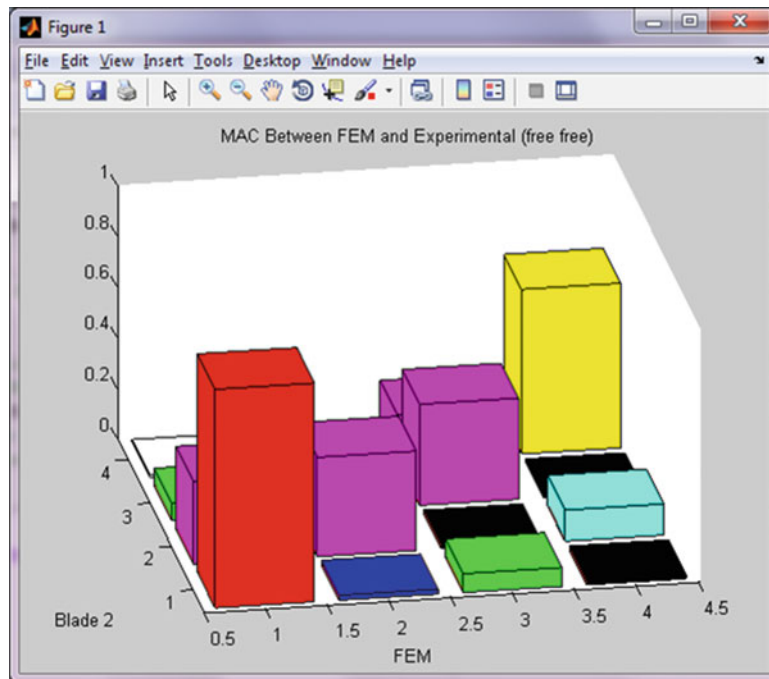 Figure 1
File Edit View Insert Tools Desktop Window Help
MAC Between FEM and Experimental (free free)
1
0.8
0.6
0.4
0.2
0
4
3
2
1
Blade 2
0.5 1 1.5 2 2.5 3 3.5 4 4.5
FEM